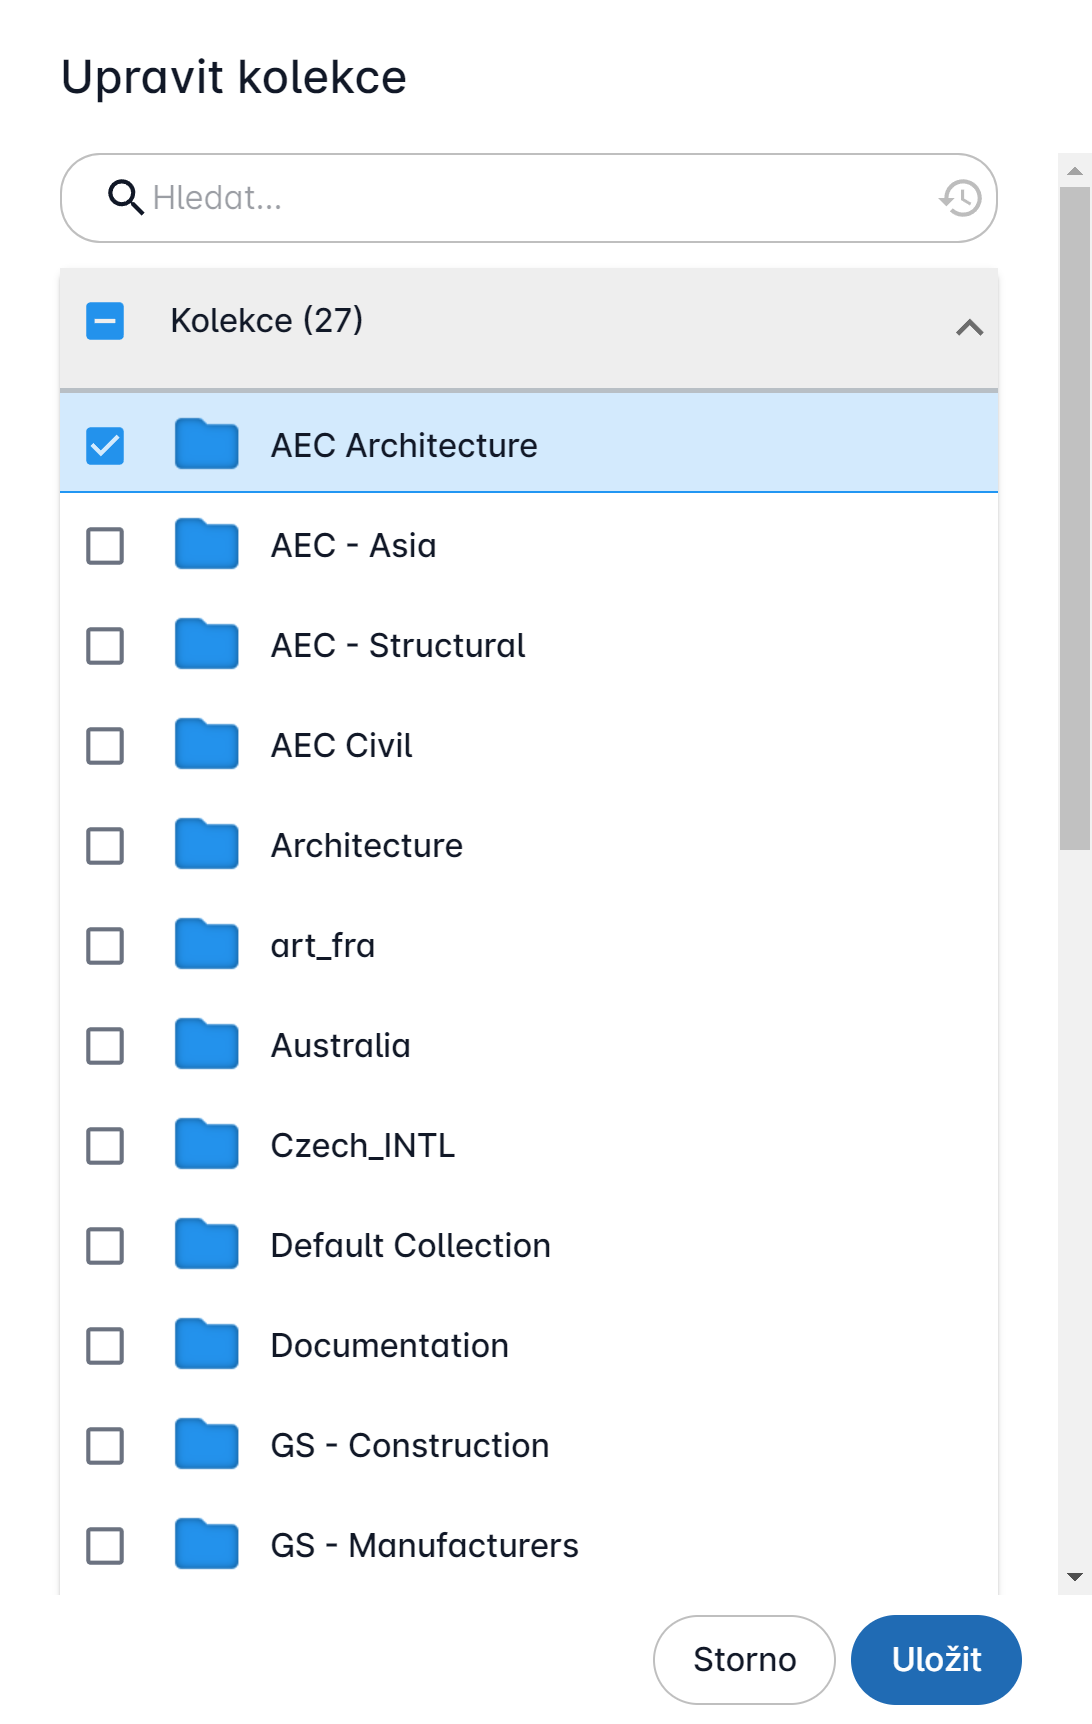 Upravit kolekce
Hledat...
Kolekce (27)
AEC Architecture
AEC - Asia
AEC - Structural
AEC Civil
Architecture
art_fra
Australia
Czech_INTL
Default Collection
Documentation
GS - Construction
GS - Manufacturers
Storno Uložit